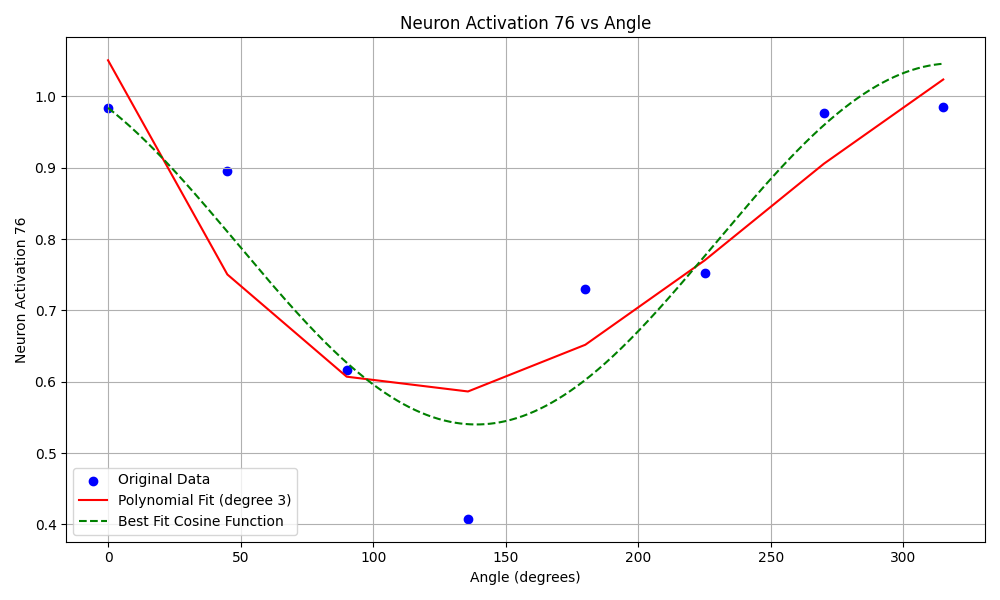 Neuron Activation 76 vs Angle
Neuron Activation 76
1.0
0.9
0.8
0.7
0.6
0.5
0.4
Original Data
Polynomial Fit (degree 3)
Best Fit Cosine Function
0 50 100 150 200 250 300
Angle (degrees)